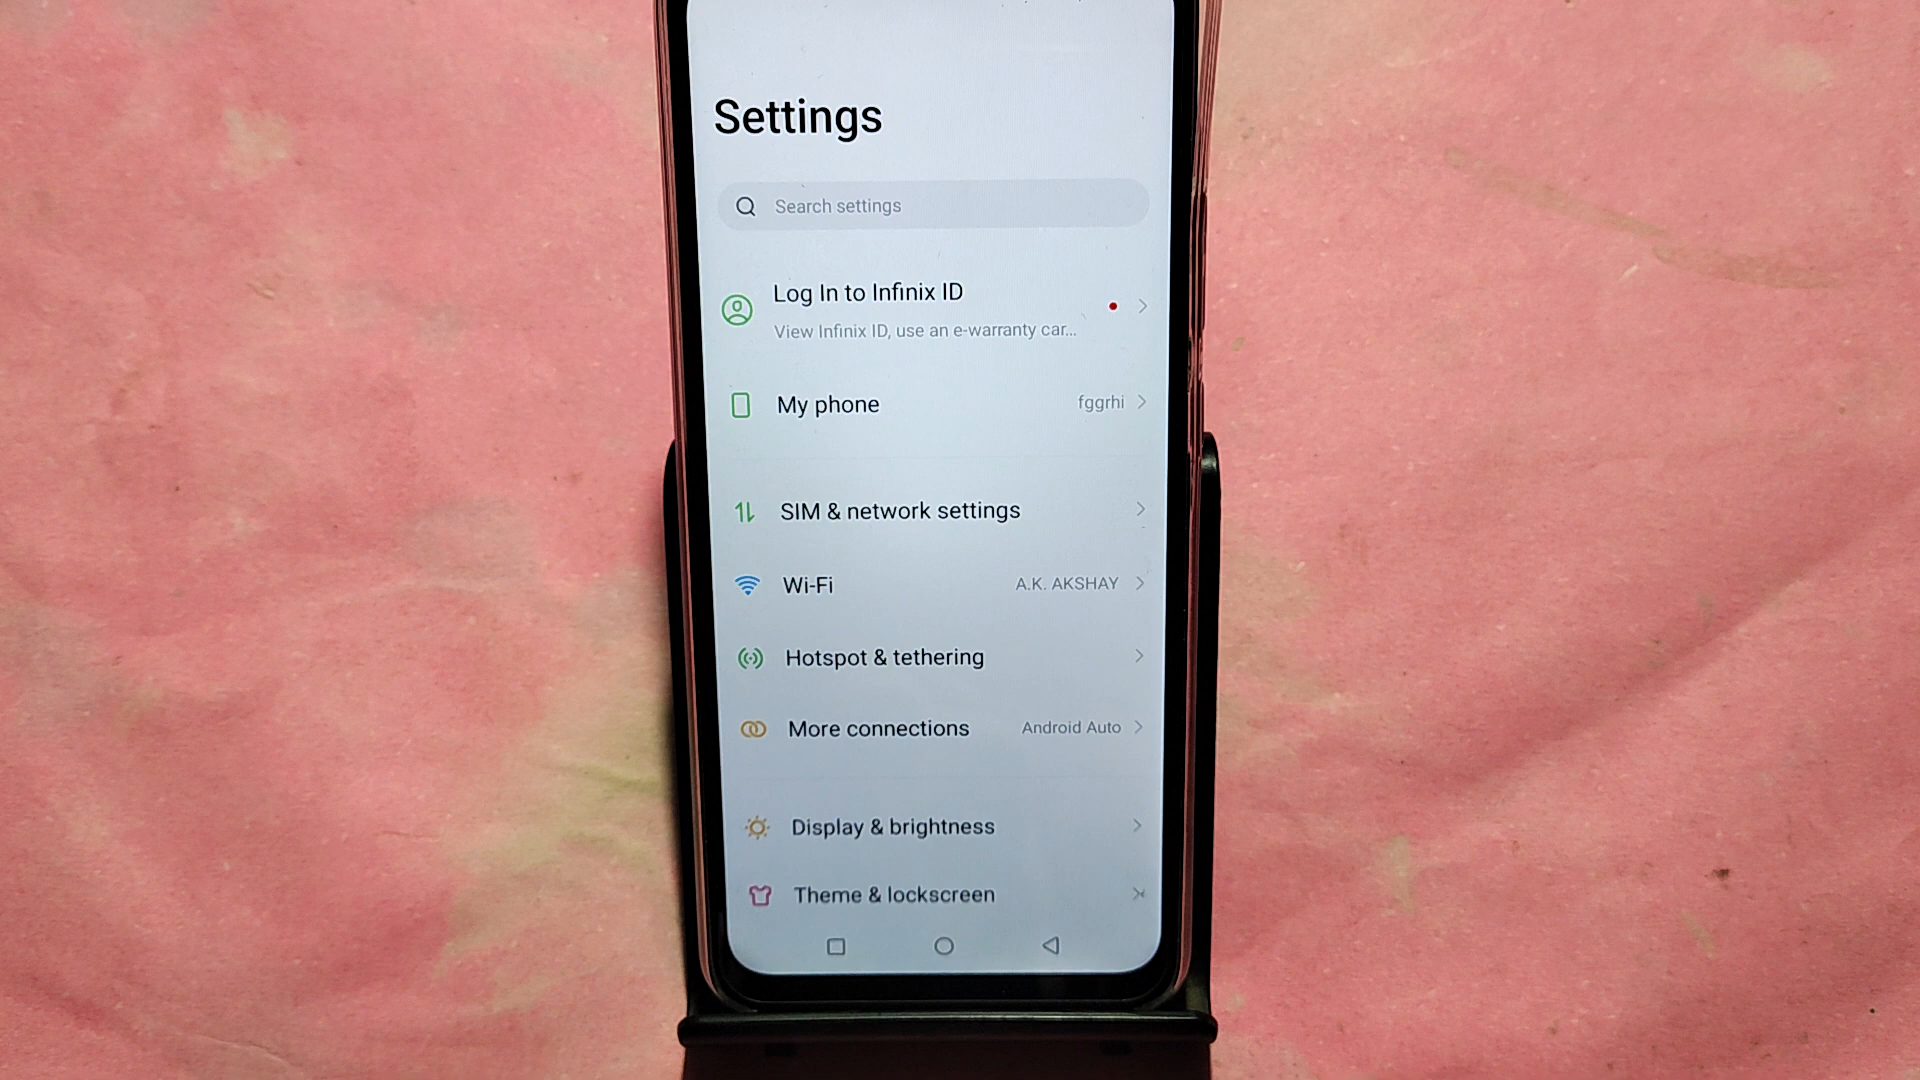 Settings
Search settings
Log In to Infinix ID
View Infinix ID, use an e-warranty car...
My phone
fggrhi
SIM & network settings
Wi-Fi
A.K. AKSHAY
Hotspot & tethering
More connections
Android Auto
Display & brightness
Theme & lockscreen